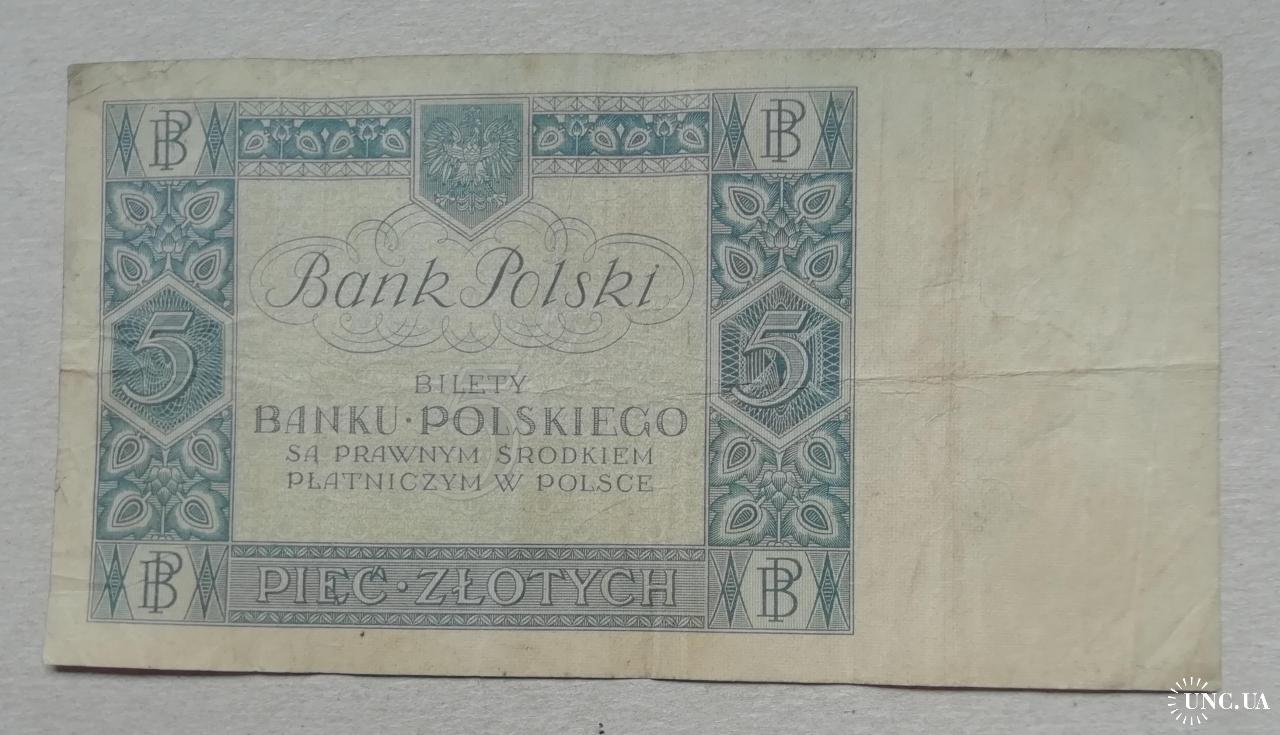 BP BP
Bank Polski
5 5
BILETY
BANKU·POLSKIEGO
SĄ PRAWNYM ŚRODKIEM
PŁATNICZYM W POLSCE
BP PIĘĆ·ZŁOTYCH BP
UNC.UA